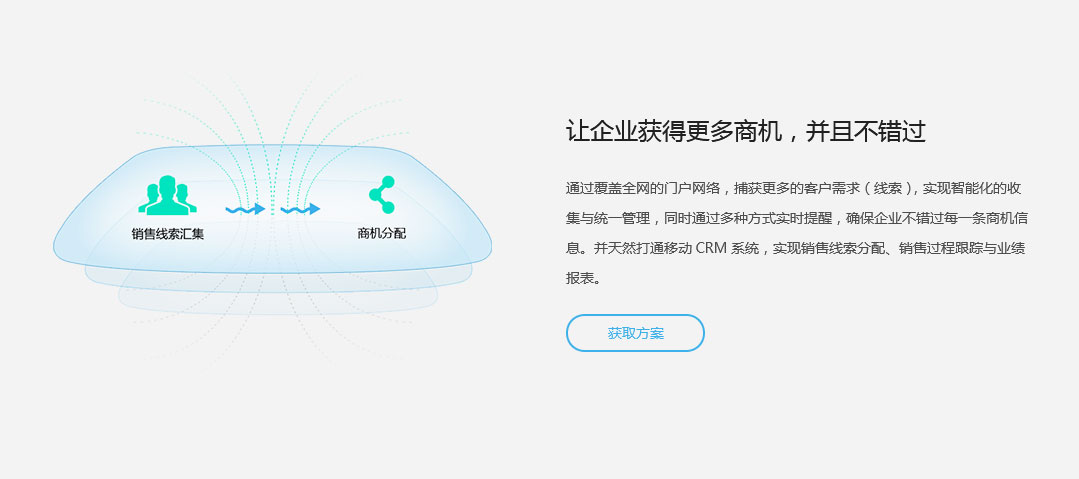 让企业获得更多商机，并且不错过
通过覆盖全网的门户网络，捕获更多的客户需求（线索），实现智能化的收
集与统一管理，同时通过多种方式实时提醒，确保企业不错过每一条商机信
息。并天然打通移动 CRM 系统，实现销售线索分配、销售过程跟踪与业绩
报表。
获取方案
销售线索汇集
商机分配